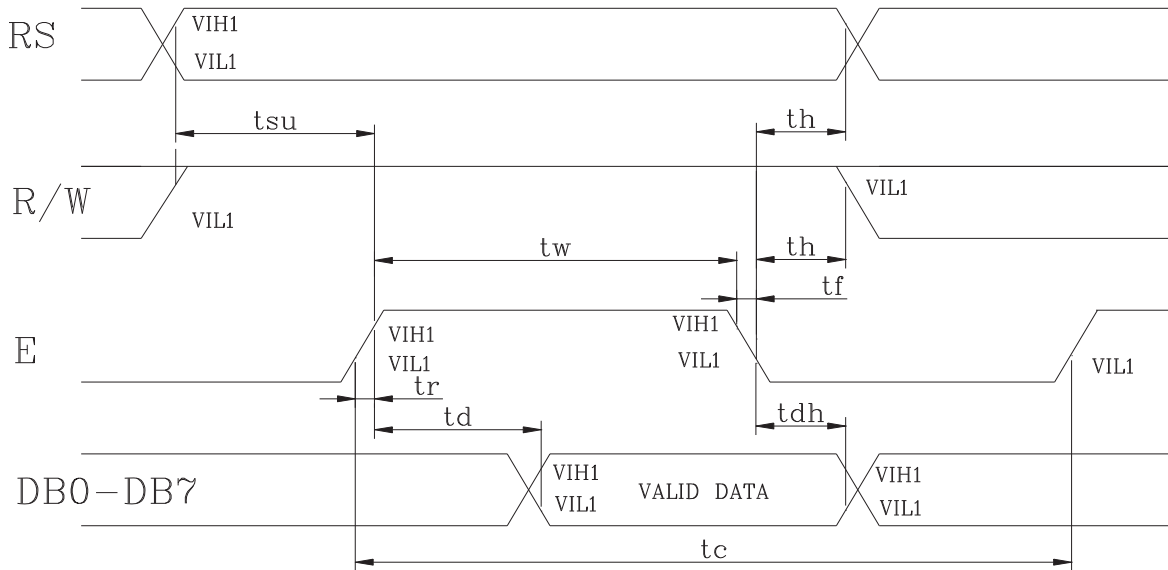 RS
VIH1
VIL1
tsu
th
R/W
VIL1
VIL1
tw
th
tf
E
VIH1
VIL1
VIH1
VIL1
VIL1
tr
td
tdh
DB0-DB7
VIH1
VIL1
VALID DATA
VIH1
VIL1
tc